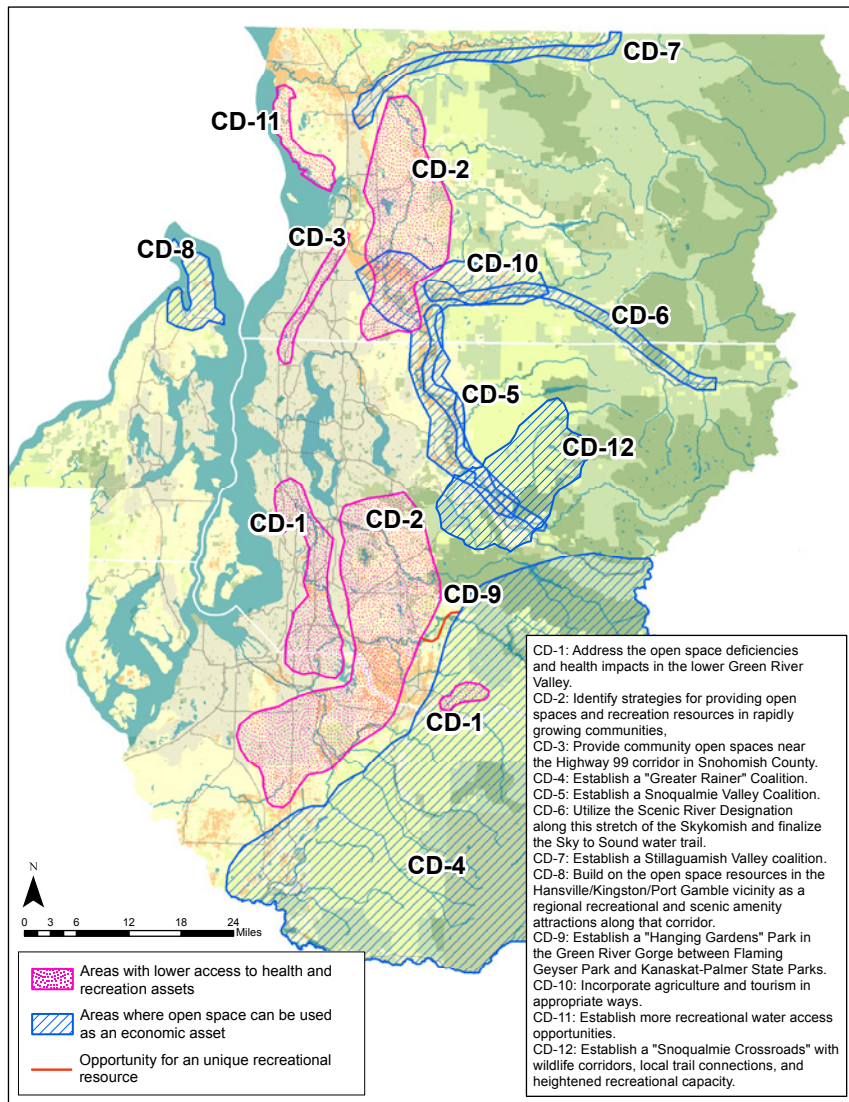 CD-7
CD-11
CD-2
CD-3
CD-8
CD-10
CD-6
CD-5
CD-12
CD-1
CD-2
CD-9
CD-1
CD-4
N
0 3 6 12 18 24
Miles
Areas with lower access to health and
recreation assets
Areas where open space can be used
as an economic asset
Opportunity for an unique recreational
resource
CD-1: Address the open space deficiencies
and health impacts in the lower Green River
Valley.
CD-2: Identify strategies for providing open
spaces and recreation resources in rapidly
growing communities,
CD-3: Provide community open spaces near
the Highway 99 corridor in Snohomish County.
CD-4: Establish a "Greater Rainer" Coalition.
CD-5: Establish a Snoqualmie Valley Coalition.
CD-6: Utilize the Scenic River Designation
along this stretch of the Skykomish and finalize
the Sky to Sound water trail.
CD-7: Establish a Stillaguamish Valley coalition.
CD-8: Build on the open space resources in the
Hansville/Kingston/Port Gamble vicinity as a
regional recreational and scenic amenity
attractions along that corridor.
CD-9: Establish a "Hanging Gardens" Park in
the Green River Gorge between Flaming
Geyser Park and Kanaskat-Palmer State Parks.
CD-10: Incorporate agriculture and tourism in
appropriate ways.
CD-11: Establish more recreational water access
opportunities.
CD-12: Establish a "Snoqualmie Crossroads" with
wildlife corridors, local trail connections, and
heightened recreational capacity.